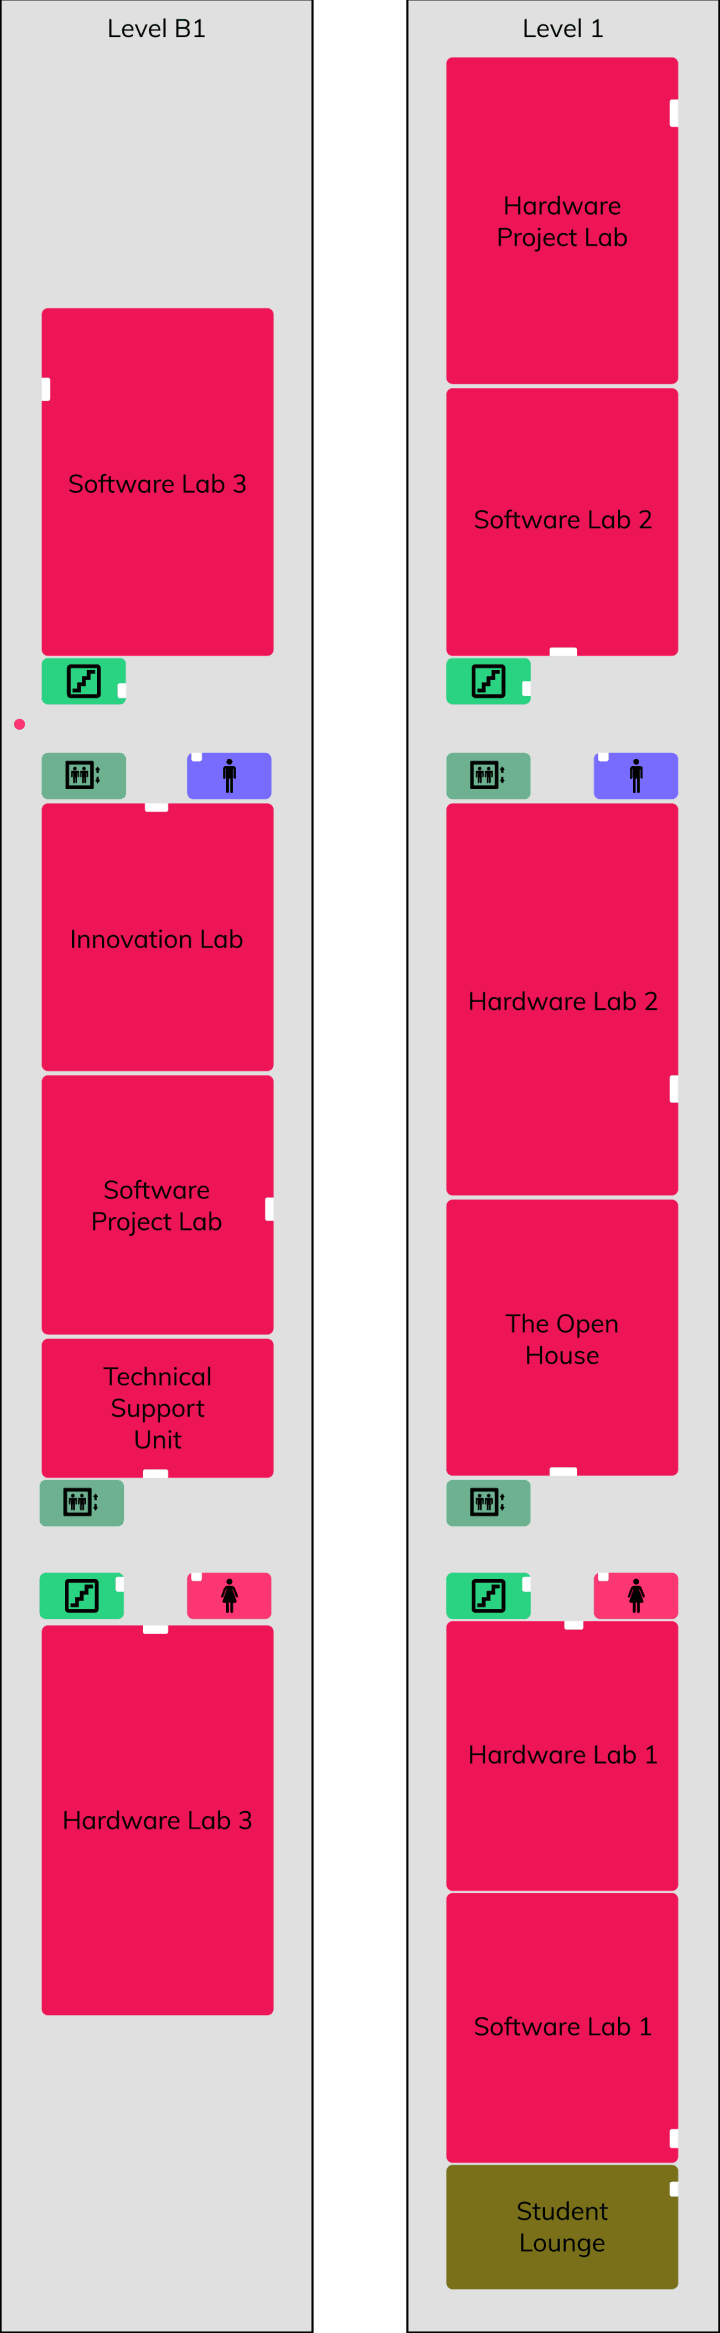 Level B1
Software Lab 3
Innovation Lab
Software
Project Lab
Technical
Support
Unit
Hardware Lab 3
Level 1
Hardware
Project Lab
Software Lab 2
Hardware Lab 2
The Open
House
Hardware Lab 1
Software Lab 1
Student
Lounge